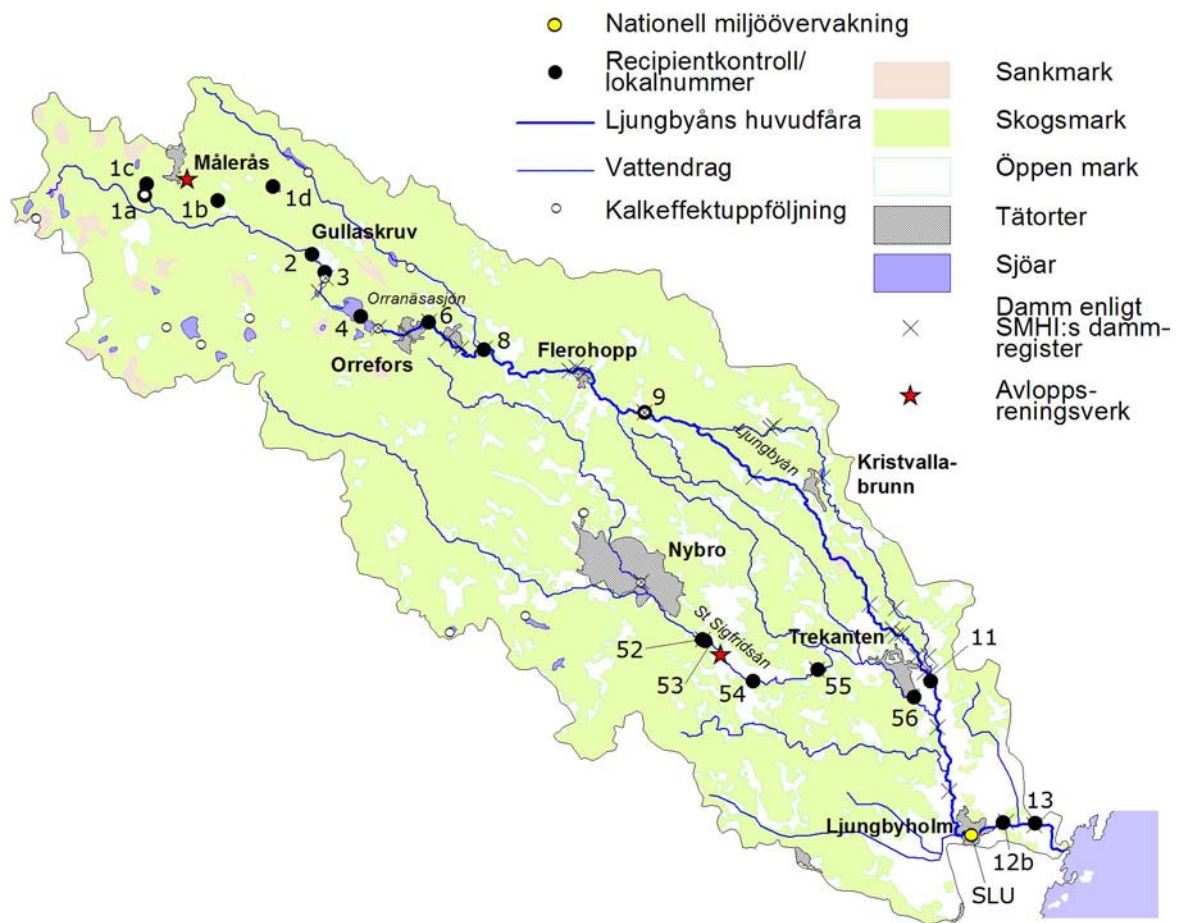 Nationell miljöövervakning
Recipientkontroll/
lokalnummer
Ljungbyåns huvudfåra
Vattendrag
Kalkeffektuppföljning
Sankmark
Skogsmark
Öppen mark
Tätorter
Sjöar
Damm enligt
SMHI:s damm-
register
Avlopps-
reningsverk
1c
Målerås
1a
1b
1d
Gullaskruv
2
3
Orranäsasjön
4
6
Orrefors
8
Flerohopp
9
Ljungbyån
Kristvalla-
brunn
Nybro
St Sigfridsån
52
53
54
55
Trekanten
11
56
Ljungbyholm
13
12b
SLU